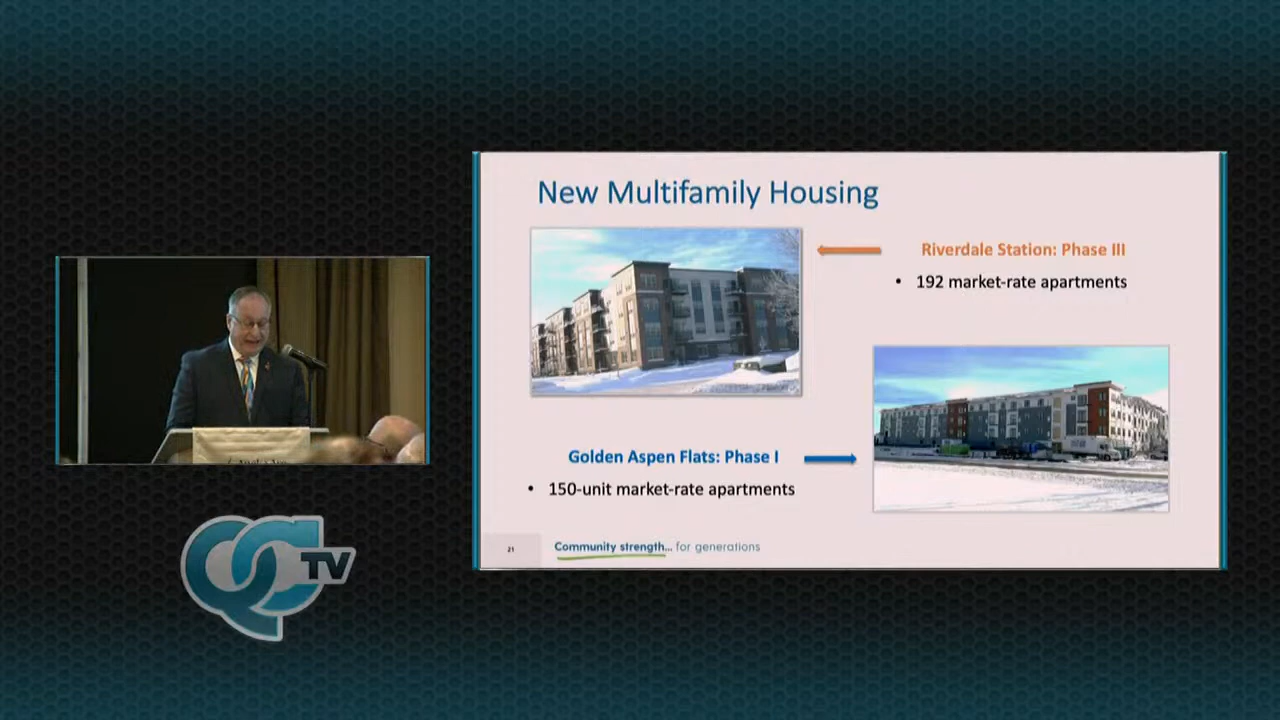 New Multifamily Housing
Riverdale Station: Phase III
• 192 market-rate apartments
Golden Aspen Flats: Phase I
• 150-unit market-rate apartments
21
Community strength... for generations
QC TV